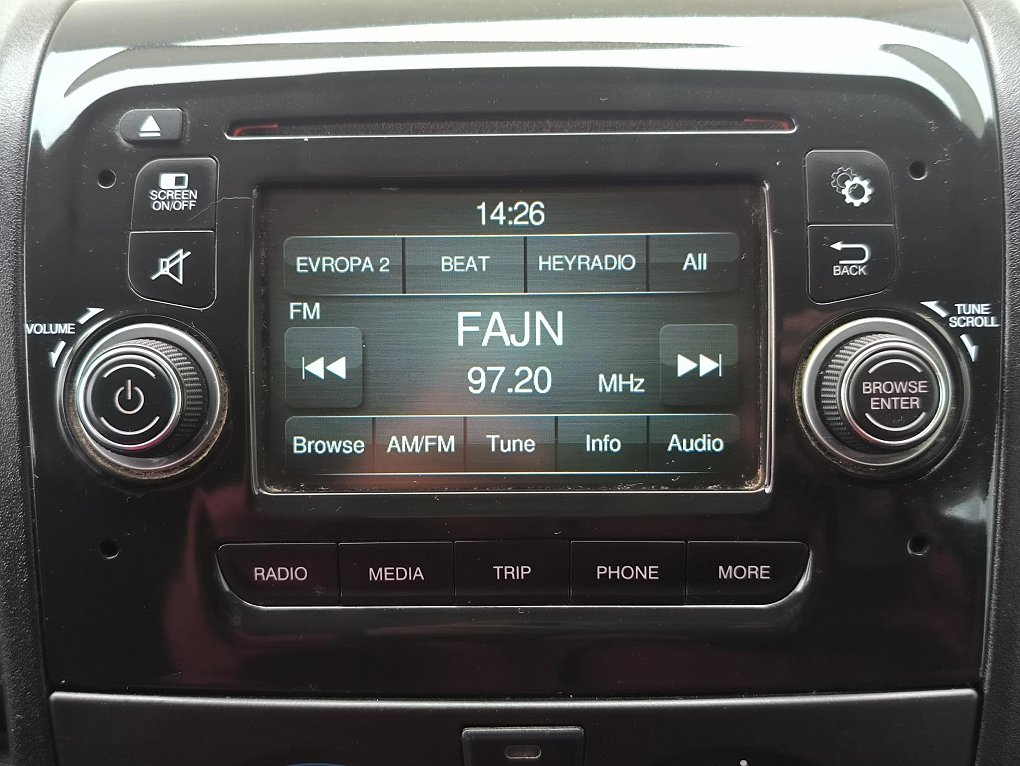 SCREEN
ON/OFF
14:26
EVROPA 2 BEAT HEYRADIO All
BACK
VOLUME
FM
FAJN
TUNE
SCROLL
97.20 MHz
BROWSE
ENTER
Browse AM/FM Tune Info Audio
RADIO MEDIA TRIP PHONE MORE